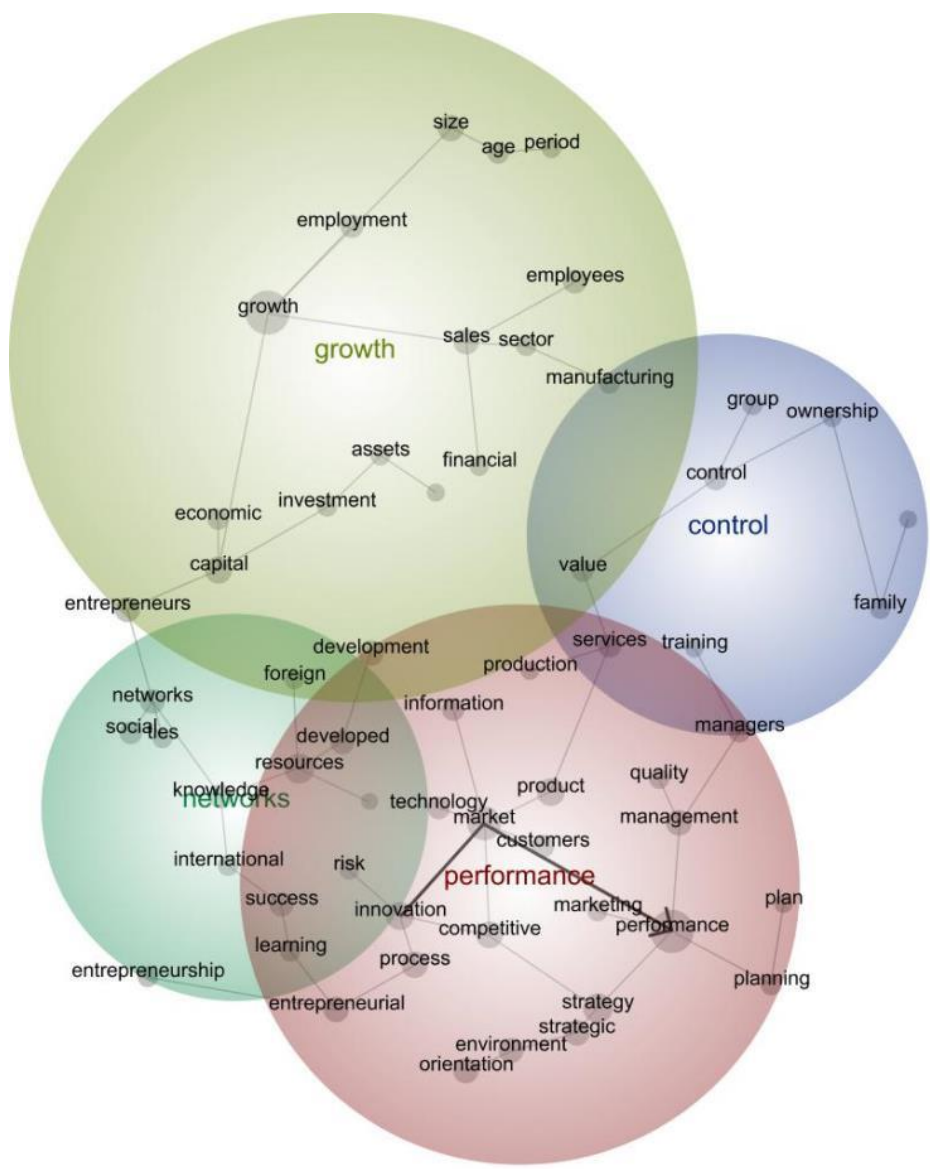 size
age period
employment
employees
growth
sales sector
growth
manufacturing
group
ownership
assets
financial
control
investment
economic
control
capital
value
entrepreneurs
family
development
services
training
production
foreign
networks
information
social
ties
developed
managers
resources
quality
knowledge
networks
technology
product
market
management
customers
international
risk
performance
success
innovation
marketing
plan
competitive
performance
learning
process
entrepreneurship
planning
entrepreneurial
strategy
strategic
environment
orientation